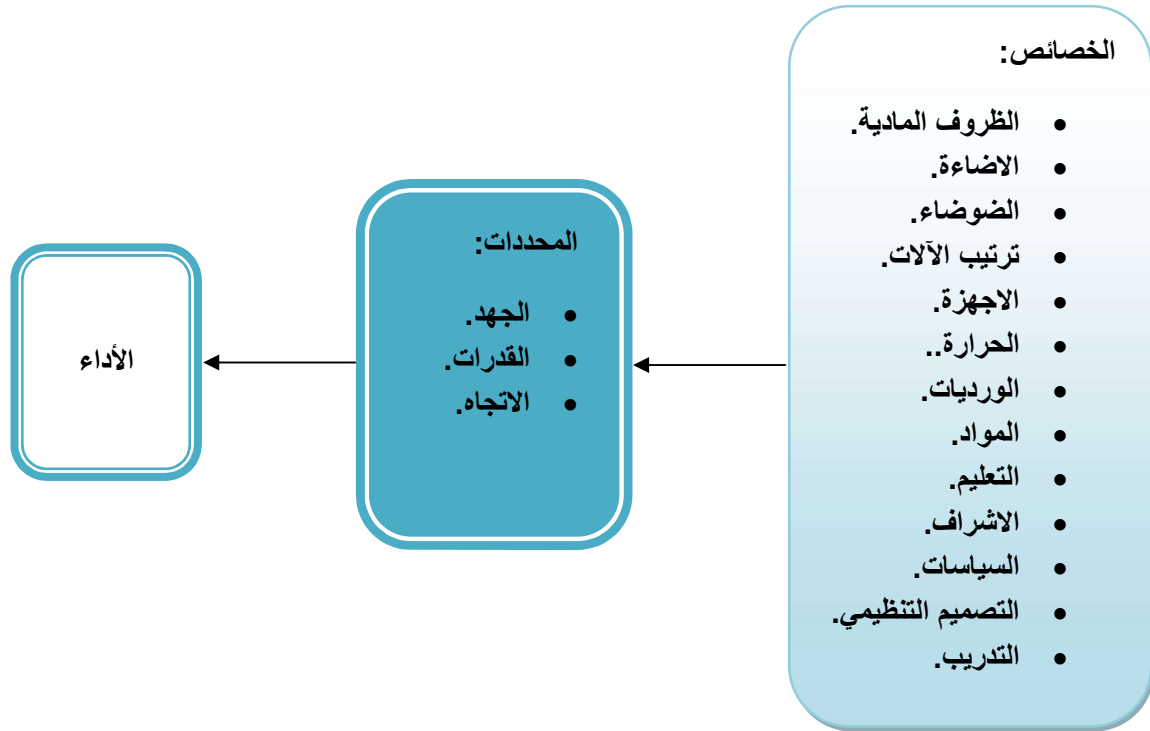 الخصائص:
• الظروف المادية.
• الاضاءة.
• الضوضاء.
• ترتيب الآلات.
• الاجهزة.
• الحرارة..
• الورديات.
• المواد.
• التعليم.
• الاشراف.
• السياسات.
• التصميم التنظيمي.
• التدريب.
المحددات:
• الجهد.
• القدرات.
• الاتجاه.
الأداء